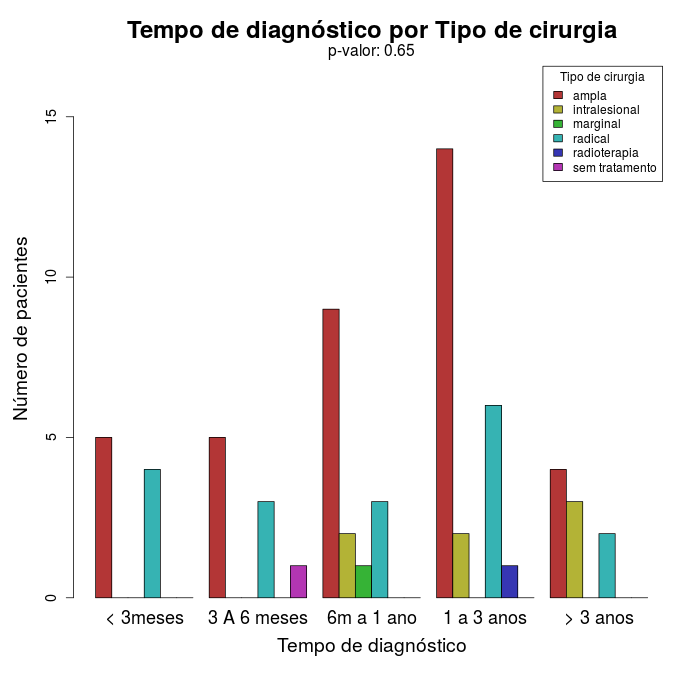 Tempo de diagnóstico por Tipo de cirurgia
p-valor: 0.65
Tipo de cirurgia
ampla
intralesional
marginal
radical
radioterapia
sem tratamento
Número de pacientes
15
10
5
0
< 3meses
3 A 6 meses
6m a 1 ano
1 a 3 anos
> 3 anos
Tempo de diagnóstico